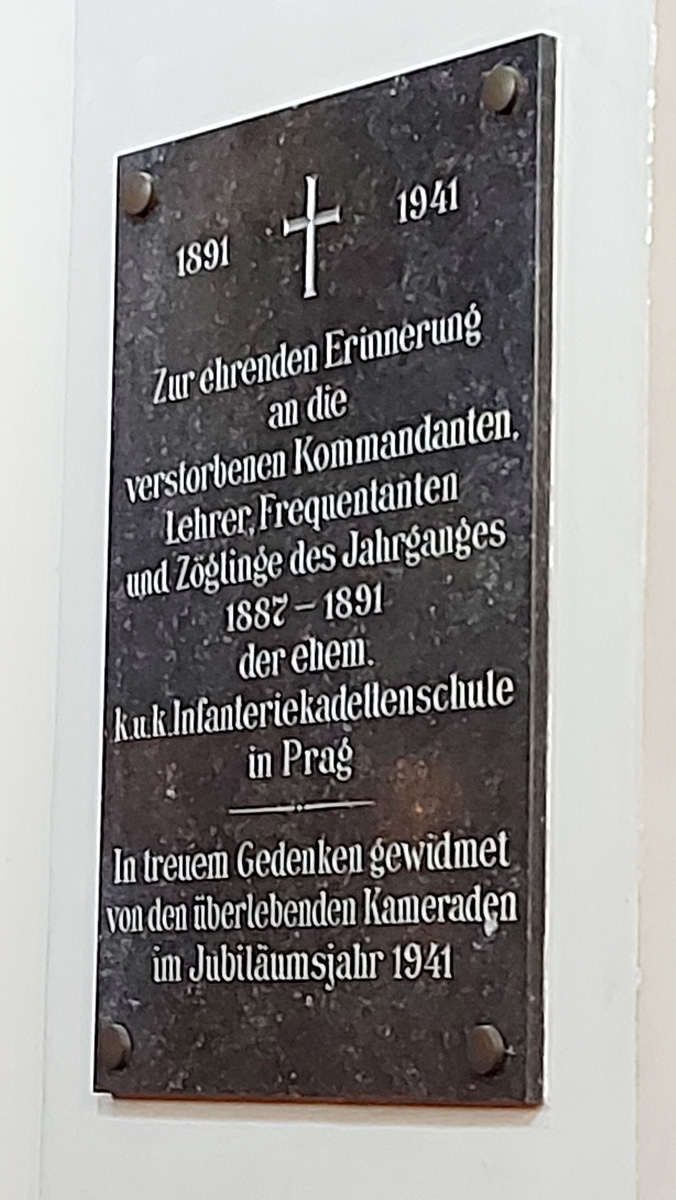 1891 1941
Zur ehrenden Erinnerung
an die
verstorbenen Kommandanten,
Lehrer, Frequentanten
und Zöglinge des Jahrganges
1887 – 1891
der ehem.
k.u.k. Infanteriekadettenschule
in Prag
In treuem Gedenken gewidmet
von den überlebenden Kameraden
im Jubiläumsjahr 1941